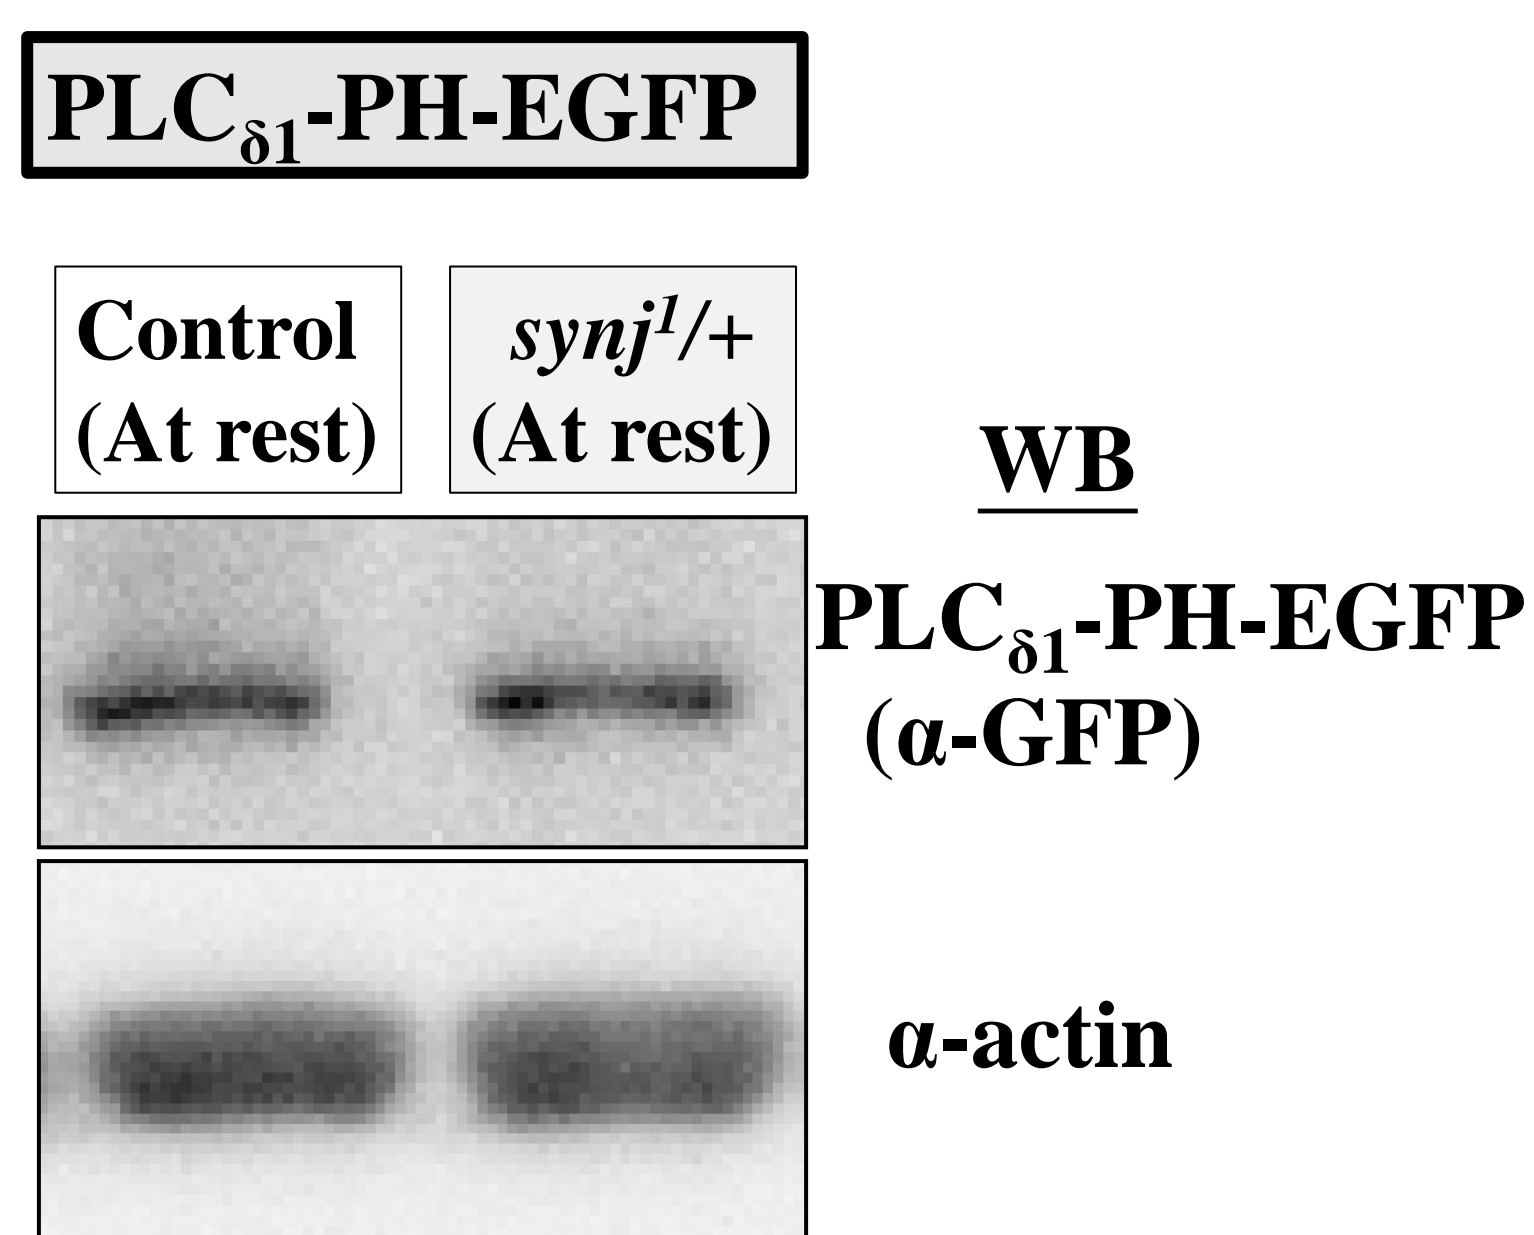 PLCδ1-PH-EGFP
Control
(At rest)
synj¹/+
(At rest)
WB
PLCδ1-PH-EGFP
(α-GFP)
α-actin